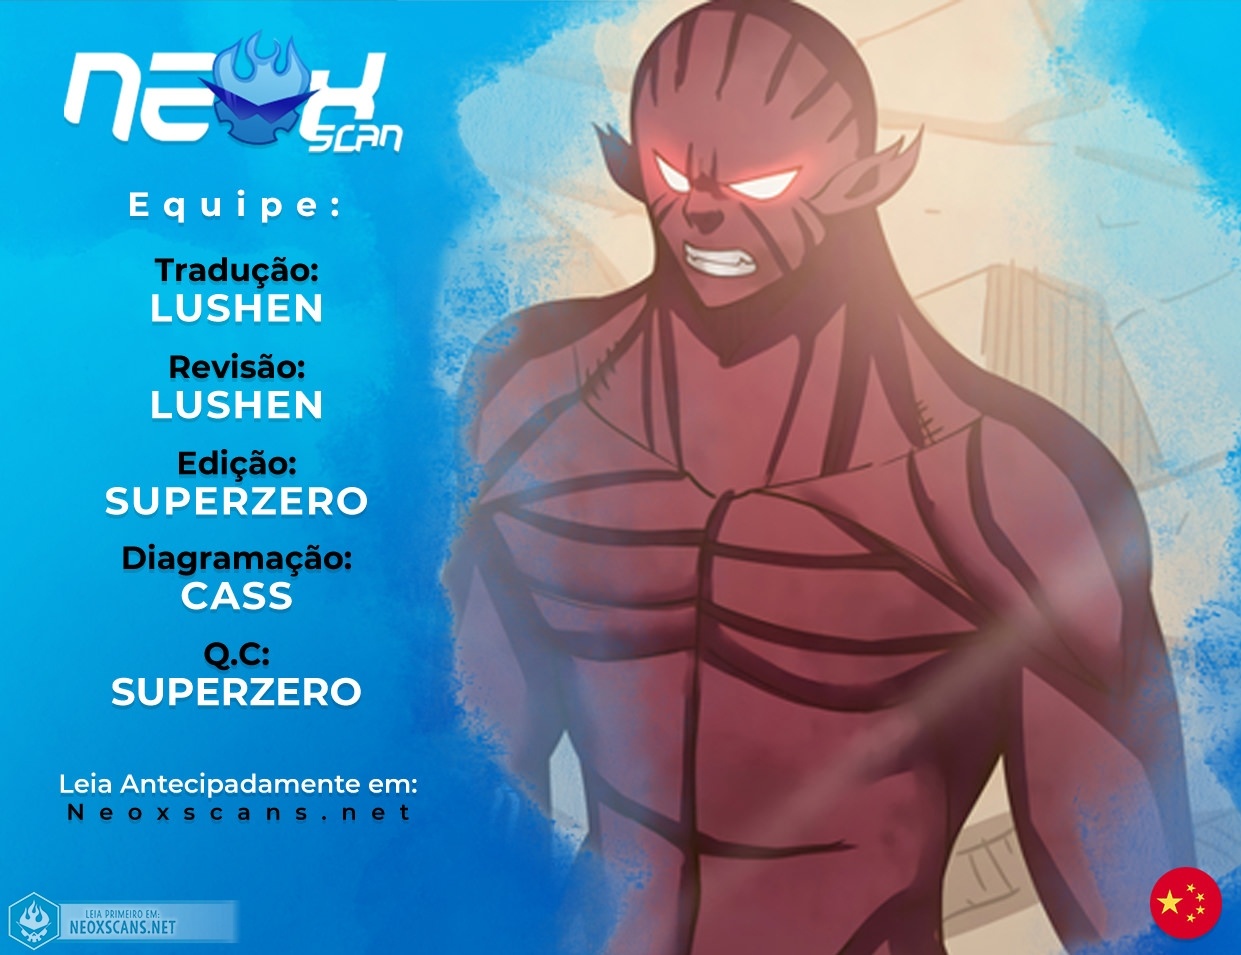 NEOX
SCAN
Equipe:
Tradução:
LUSHEN
Revisão:
LUSHEN
Edição:
SUPERZERO
Diagramação:
CASS
Q.C:
SUPERZERO
Leia Antecipadamente em:
Neoxscans.net
LEIA PRIMEIRO EM:
NEOXSCANS.NET